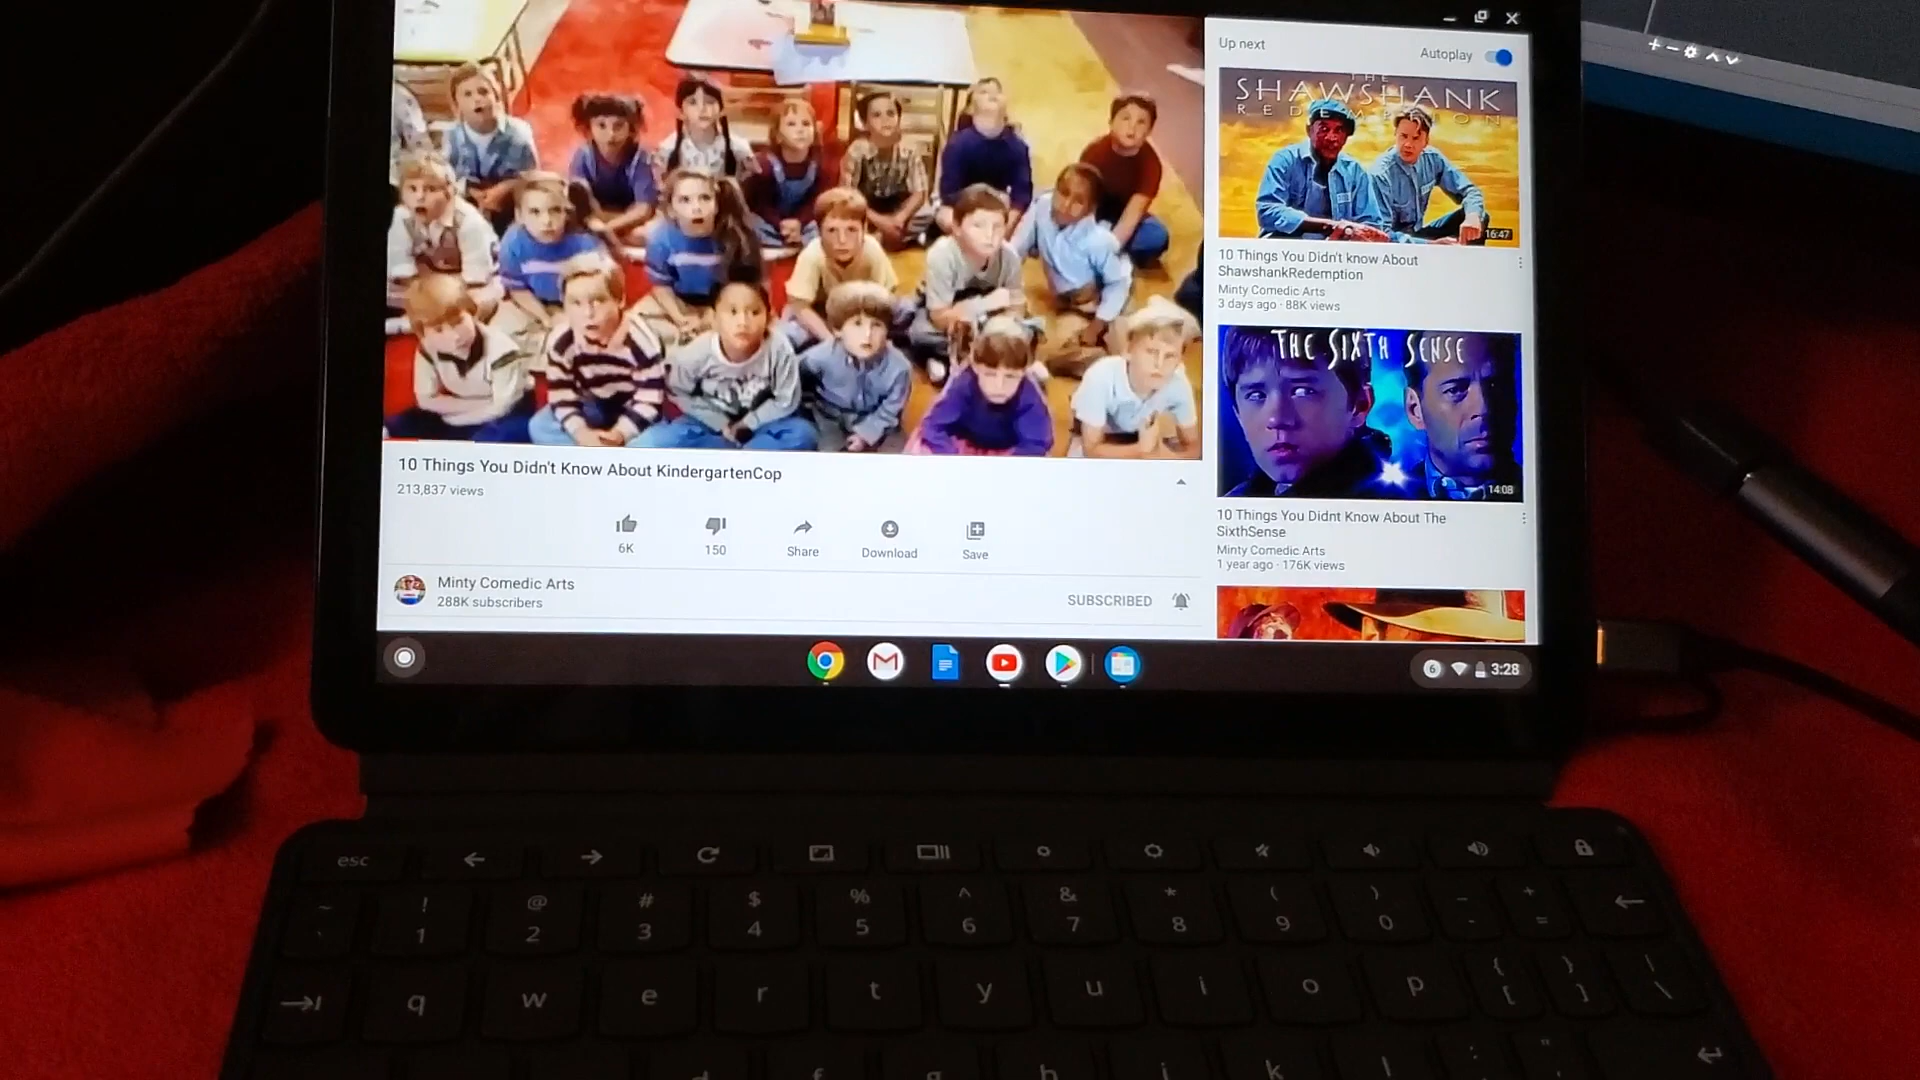 Up next
Autoplay
THE
SHAWSHANK
REDEMPTION
16:47
10 Things You Didn't know About
ShawshankRedemption
Minty Comedic Arts
3 days ago · 88K views
THE SIXTH SENSE
14:08
10 Things You Didnt Know About The
SixthSense
Minty Comedic Arts
1 year ago · 176K views
10 Things You Didn't Know About KindergartenCop
213,837 views
6K
150
Share
Download
Save
Minty Comedic Arts
288K subscribers
SUBSCRIBED
6
3:28
esc
~ ! @ # $ % ^ & * ( ) - +
` 1 2 3 4 5 6 7 8 9 0 - =
{ } |
q w e r t y u i o p [ ] \
: "
f g h j k l ;